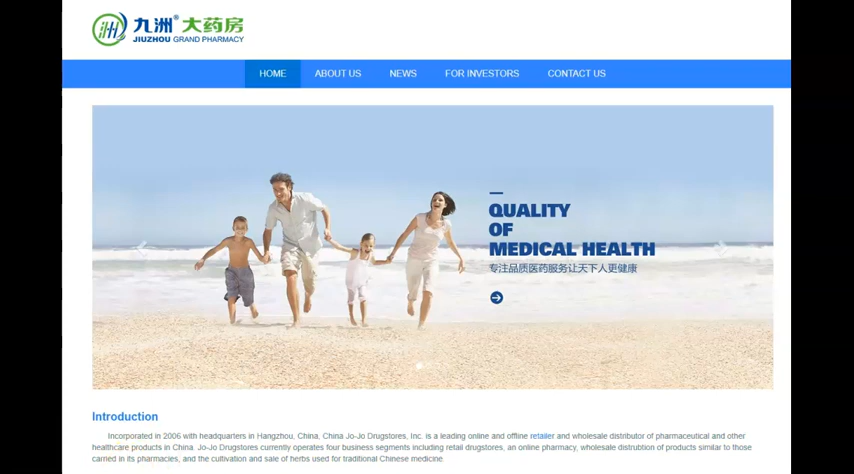 九洲® 大药房
JIUZHOU GRAND PHARMACY
HOME ABOUT US NEWS FOR INVESTORS CONTACT US
QUALITY
OF
MEDICAL HEALTH
专注品质医药服务让天下人更健康
Introduction
Incorporated in 2006 with headquarters in Hangzhou, China, China Jo-Jo Drugstores, Inc. is a leading online and offline retailer and wholesale distributor of pharmaceutical and other
healthcare products in China. Jo-Jo Drugstores currently operates four business segments including retail drugstores, an online pharmacy, wholesale distrubtion of products similar to those
carried in its pharmacies, and the cultivation and sale of herbs used for traditional Chinese medicine.